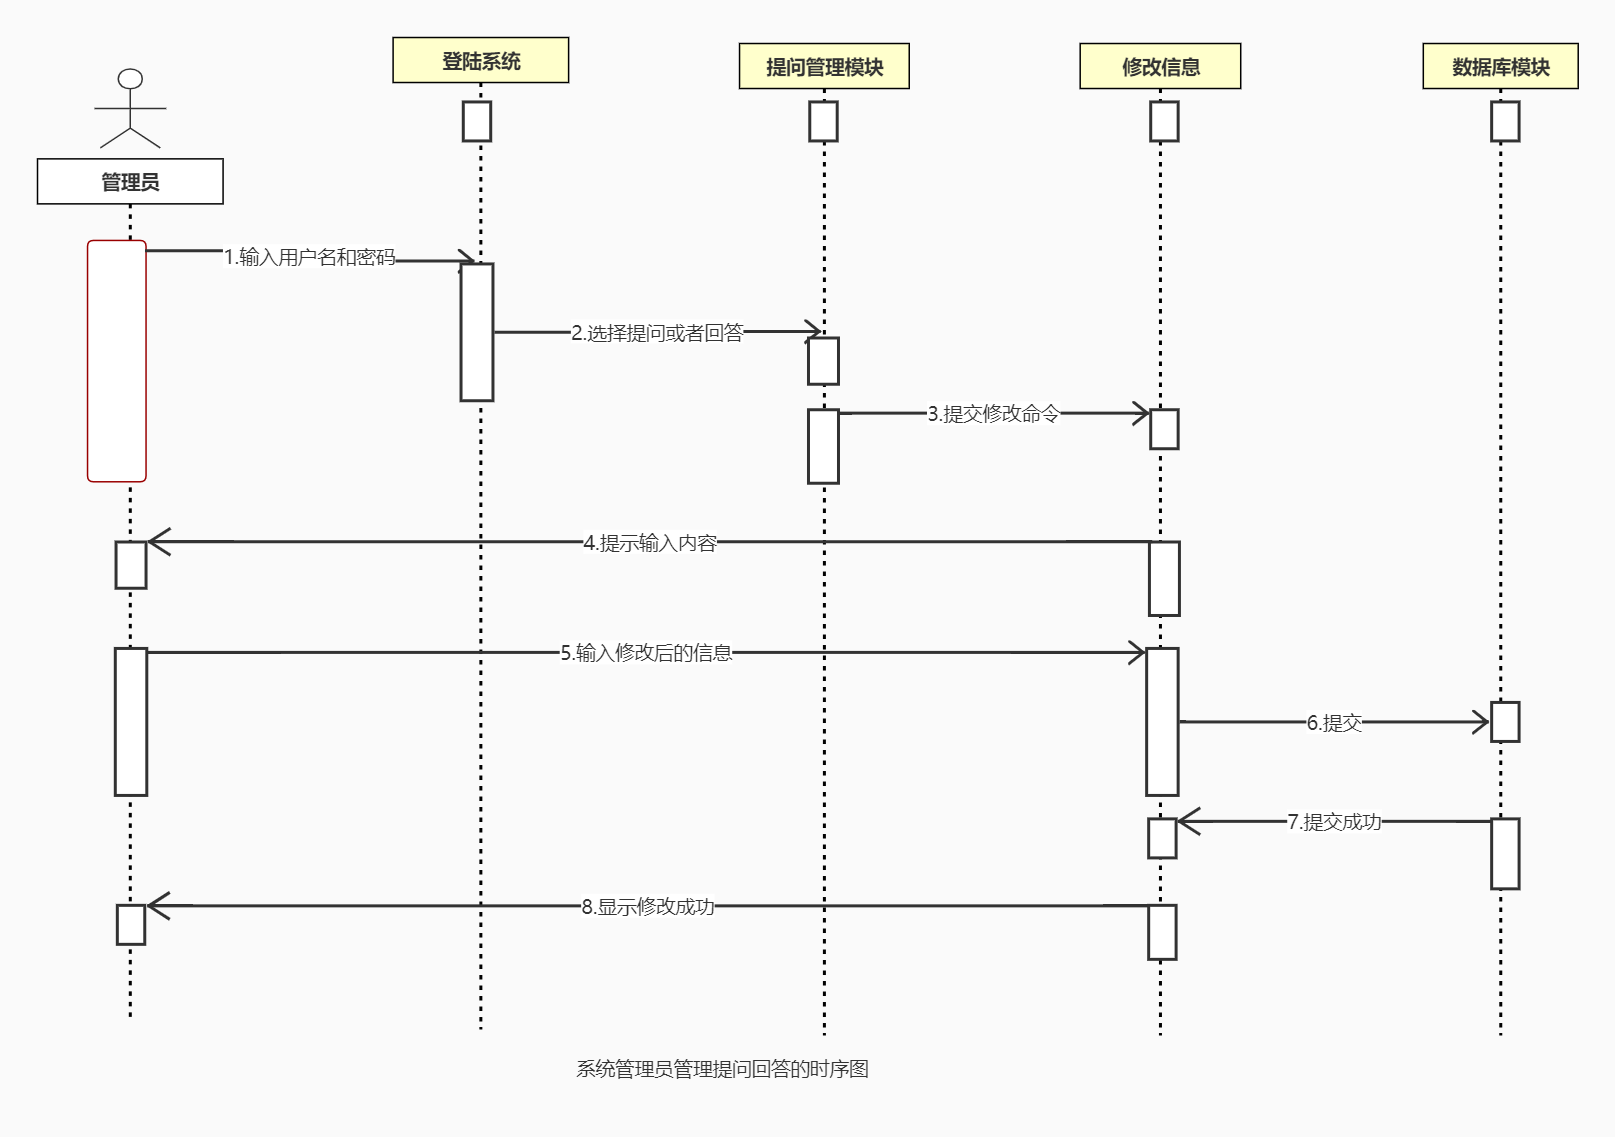 登陆系统
提问管理模块
修改信息
数据库模块
管理员
1.输入用户名和密码
2.选择提问或者回答
3.提交修改命令
4.提示输入内容
5.输入修改后的信息
6.提交
7.提交成功
8.显示修改成功
系统管理员管理提问回答的时序图